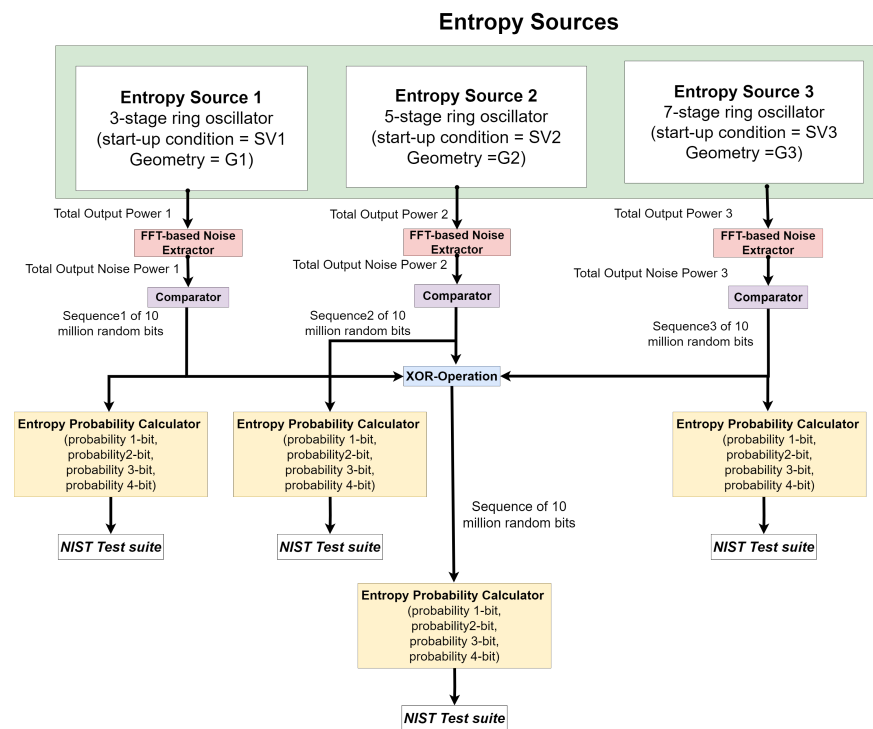 Entropy Sources
Entropy Source 1
3-stage ring oscillator
(start-up condition = SV1
Geometry = G1)
Entropy Source 2
5-stage ring oscillator
(start-up condition = SV2
Geometry =G2)
Entropy Source 3
7-stage ring oscillator
(start-up condition = SV3
Geometry =G3)
Total Output Power 1
Total Output Power 2
Total Output Power 3
FFT-based Noise
Extractor
FFT-based Noise
Extractor
FFT-based Noise
Extractor
Total Output Noise Power 1
Total Output Noise Power 2
Total Output Noise Power 3
Comparator
Comparator
Comparator
Sequence1 of 10
million random bits
Sequence2 of 10
million random bits
Sequence3 of 10
million random bits
XOR-Operation
Entropy Probability Calculator
(probability 1-bit,
probability2-bit,
probability 3-bit,
probability 4-bit)
Entropy Probability Calculator
(probability 1-bit,
probability2-bit,
probability 3-bit,
probability 4-bit)
Entropy Probability Calculator
(probability 1-bit,
probability2-bit,
probability 3-bit,
probability 4-bit)
Sequence of 10
million random bits
NIST Test suite
NIST Test suite
NIST Test suite
Entropy Probability Calculator
(probability 1-bit,
probability2-bit,
probability 3-bit,
probability 4-bit)
NIST Test suite